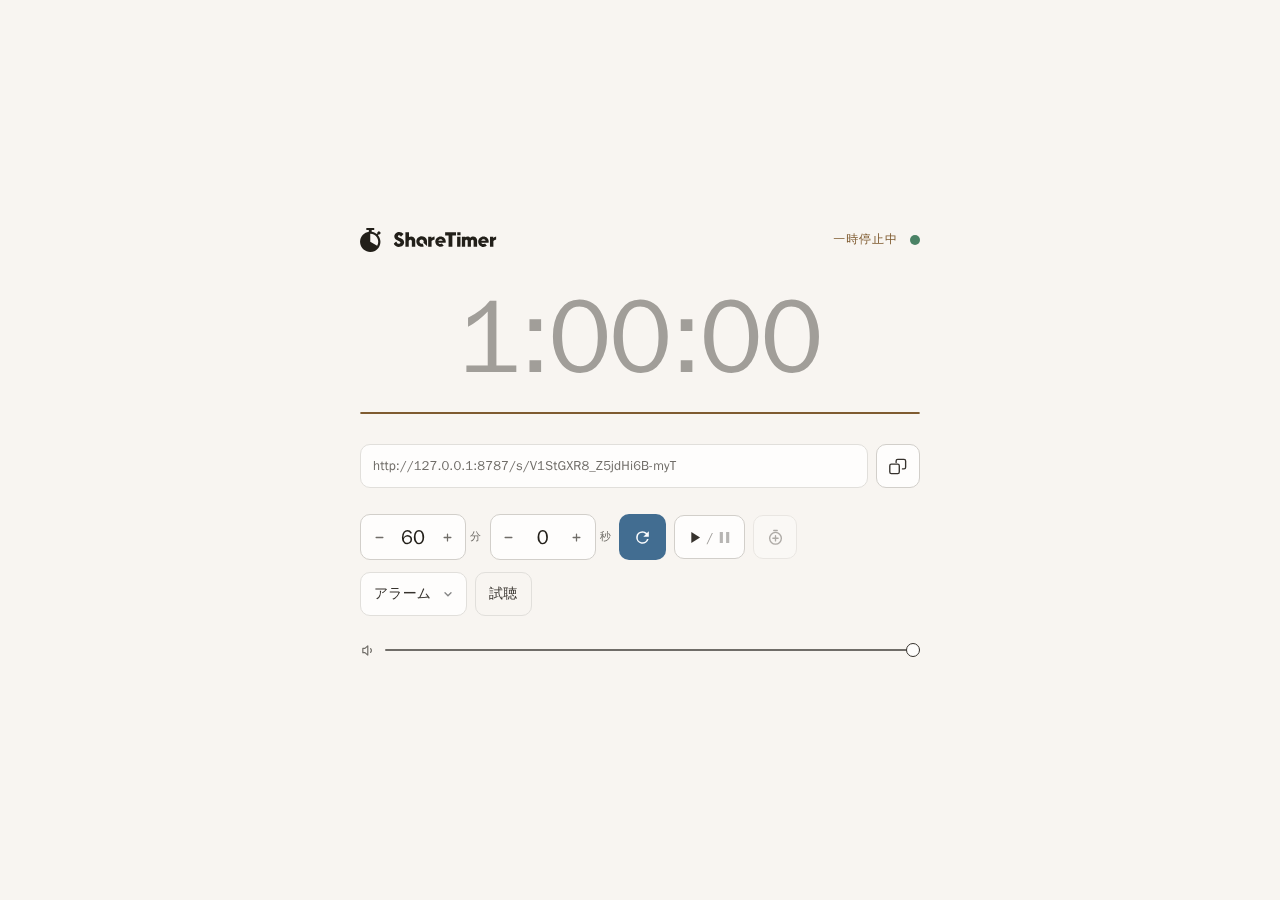 ShareTimer
一時停止中
1:00:00
http://127.0.0.1:8787/s/V1StGXR8_Z5jdHi6B-myT
− 60 + 分 − 0 + 秒 /
アラーム 試聴